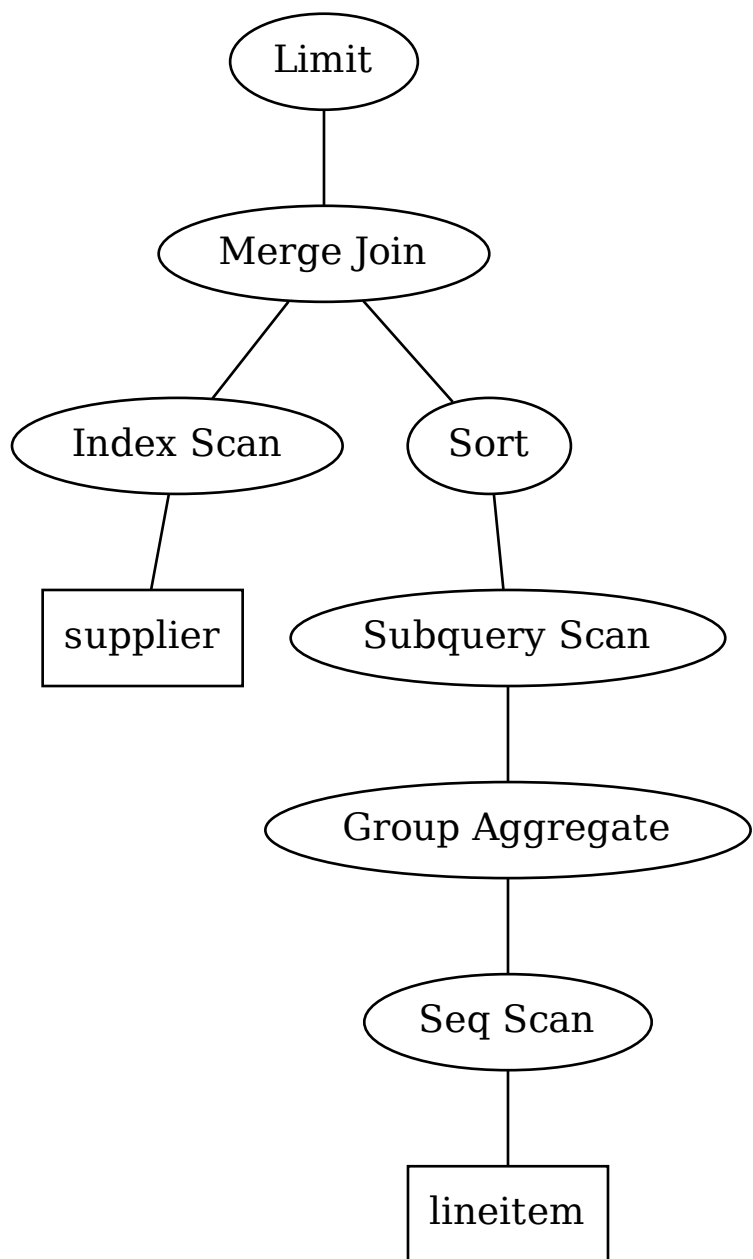 Limit
Merge Join
Index Scan
Sort
supplier
Subquery Scan
Group Aggregate
Seq Scan
lineitem